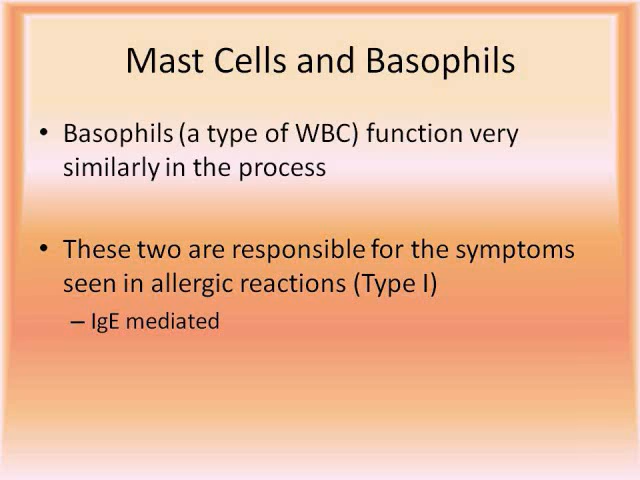 Mast Cells and Basophils
• Basophils (a type of WBC) function very
similarly in the process
• These two are responsible for the symptoms
seen in allergic reactions (Type I)
– IgE mediated